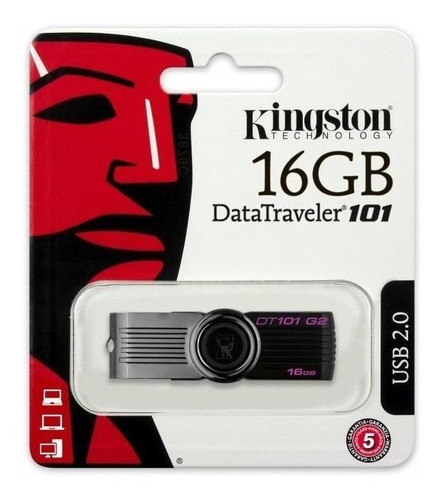 Kingston
TECHNOLOGY
16GB
DataTraveler® 101
DT101 G2
16GB
USB 2.0
5